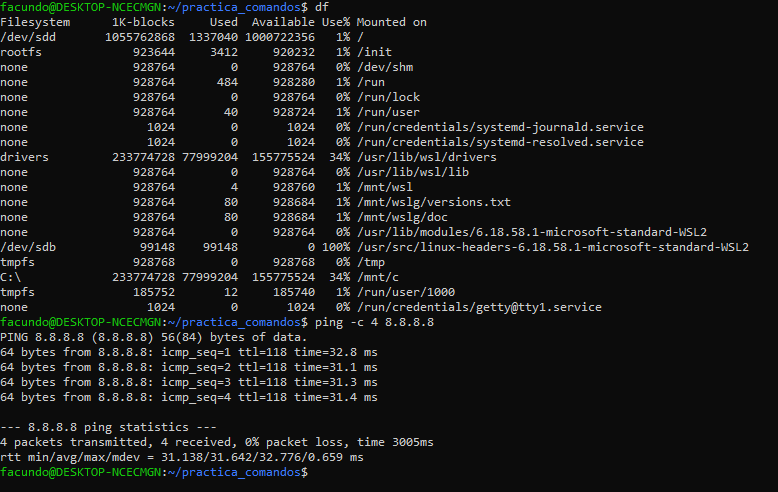 facundo@DESKTOP-NCECMGN:~/practica_comandos$ df
Filesystem     1K-blocks     Used  Available Use% Mounted on
/dev/sdd      1055762868  1337040 1000722356   1% /
rootfs            923644     3412     920232   1% /init
none              928764        0     928764   0% /dev/shm
none              928764      484     928280   1% /run
none              928764        0     928764   0% /run/lock
none              928764       40     928724   1% /run/user
none                1024        0       1024   0% /run/credentials/systemd-journald.service
none                1024        0       1024   0% /run/credentials/systemd-resolved.service
drivers        233774728 77999204  155775524  34% /usr/lib/wsl/drivers
none              928764        0     928764   0% /usr/lib/wsl/lib
none              928764        4     928760   1% /mnt/wsl
none              928764       80     928684   1% /mnt/wslg/versions.txt
none              928764       80     928684   1% /mnt/wslg/doc
none              928764        0     928764   0% /usr/lib/modules/6.18.58.1-microsoft-standard-WSL2
/dev/sdb           99148    99148          0 100% /usr/src/linux-headers-6.18.58.1-microsoft-standard-WSL2
tmpfs             928768        0     928768   0% /tmp
C:\            233774728 77999204  155775524  34% /mnt/c
tmpfs             185752       12     185740   1% /run/user/1000
none                1024        0       1024   0% /run/credentials/getty@tty1.service
facundo@DESKTOP-NCECMGN:~/practica_comandos$ ping -c 4 8.8.8.8
PING 8.8.8.8 (8.8.8.8) 56(84) bytes of data.
64 bytes from 8.8.8.8: icmp_seq=1 ttl=118 time=32.8 ms
64 bytes from 8.8.8.8: icmp_seq=2 ttl=118 time=31.1 ms
64 bytes from 8.8.8.8: icmp_seq=3 ttl=118 time=31.3 ms
64 bytes from 8.8.8.8: icmp_seq=4 ttl=118 time=31.4 ms
--- 8.8.8.8 ping statistics ---
4 packets transmitted, 4 received, 0% packet loss, time 3005ms
rtt min/avg/max/mdev = 31.138/31.642/32.776/0.659 ms
facundo@DESKTOP-NCECMGN:~/practica_comandos$